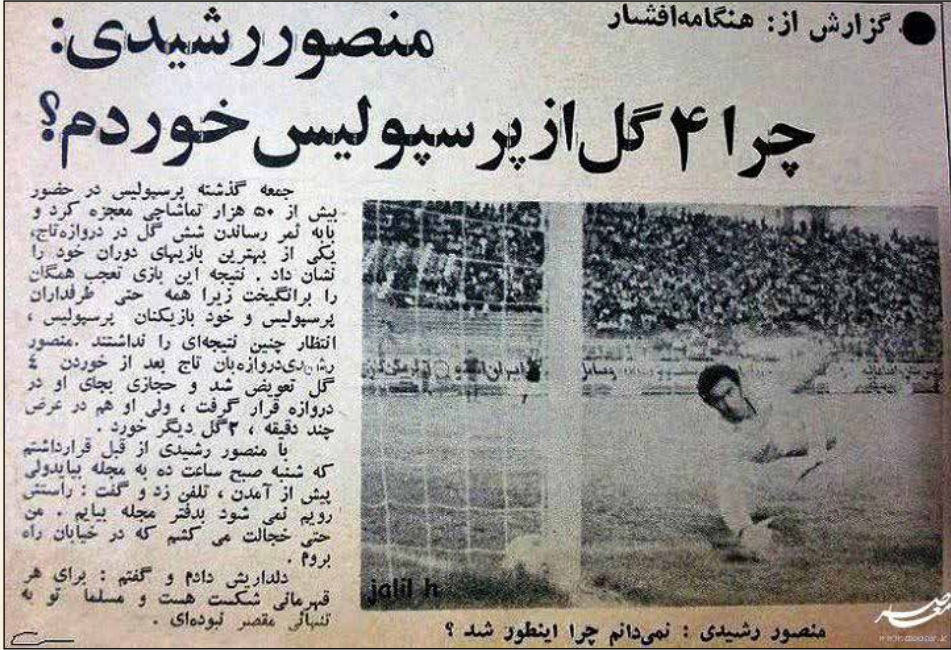 گزارش از: هنگامه افشار
منصور رشیدی:
چرا ۴ گل از پرسپولیس خوردم؟
جمعه گذشته پرسپولیس در حضور
بیش از ۵۰ هزار تماشاچی معجزه کرد و
بابه ثمر رساندن شش گل در دروازه تاج،
یکی از بهترین بازیهای دوران خود را
نشان داد . نتیجه این بازی تعجب همگان
را برانگیخت زیرا همه حتی طرفداران
پرسپولیس و خود بازیکنان پرسپولیس ،
انتظار چنین نتیجه‌ای را نداشتند .منصور
رشیدی دروازه‌بان تاج بعد از خوردن ٤
گل تعویض شد و حجازی بجای او در
دروازه قرار گرفت ، ولی او هم در عرض
چند دقیقه ، ۲ گل دیگر خورد .
با منصور رشیدی از قبل قرارداشتم
که شنبه صبح ساعت ده به مجله بیاید ولی
پیش از آمدن ، تلفن زد و گفت : راستش
رویم نمی شود بدفتر مجله بیایم . من
حتی خجالت می کشم که در خیابان راه
بروم .
دلداریش دادم و گفتم : برای هر
قهرمانی شکست هست و مسلما تو به
تنهائی مقصر نبوده‌ای .
ایران
jalil h
منصور رشیدی : نمی‌دانم چرا اینطور شد ؟